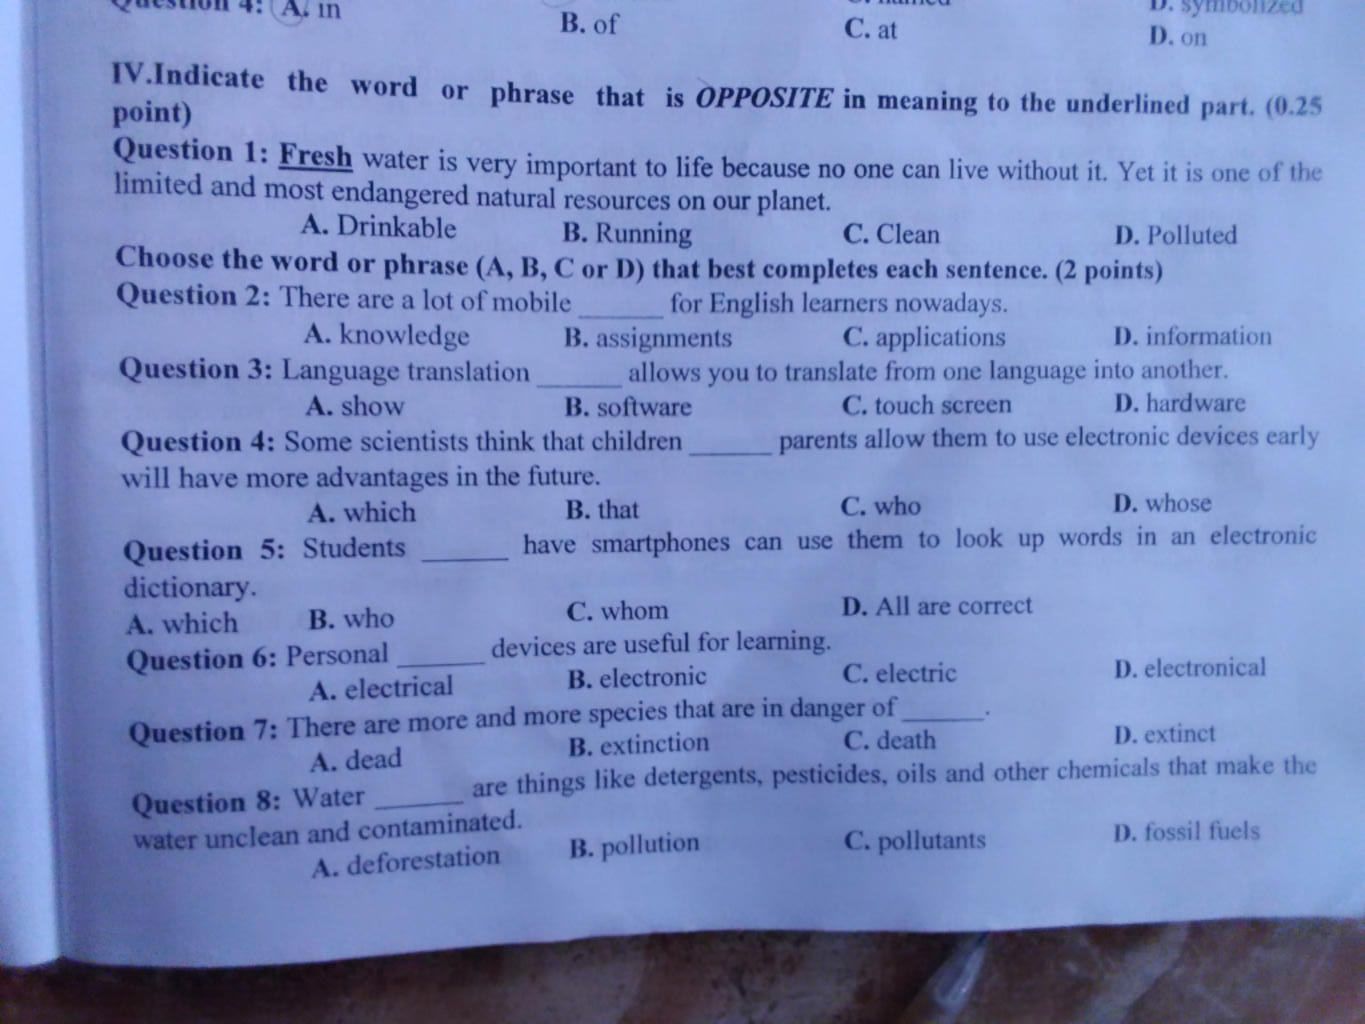 Question 4: A. in
B. of
C. at
D. symbolized
D. on
IV.Indicate the word or phrase that is OPPOSITE in meaning to the underlined part. (0.25
point)
Question 1: Fresh water is very important to life because no one can live without it. Yet it is one of the
limited and most endangered natural resources on our planet.
A. Drinkable B. Running C. Clean D. Polluted
Choose the word or phrase (A, B, C or D) that best completes each sentence. (2 points)
Question 2: There are a lot of mobile ______ for English learners nowadays.
A. knowledge B. assignments C. applications D. information
Question 3: Language translation ______ allows you to translate from one language into another.
A. show B. software C. touch screen D. hardware
Question 4: Some scientists think that children ______ parents allow them to use electronic devices early
will have more advantages in the future.
A. which B. that C. who D. whose
Question 5: Students ______ have smartphones can use them to look up words in an electronic
dictionary.
A. which B. who C. whom D. All are correct
Question 6: Personal ______ devices are useful for learning.
A. electrical B. electronic C. electric D. electronical
Question 7: There are more and more species that are in danger of ______.
A. dead B. extinction C. death D. extinct
Question 8: Water ______ are things like detergents, pesticides, oils and other chemicals that make the
water unclean and contaminated.
A. deforestation B. pollution C. pollutants D. fossil fuels